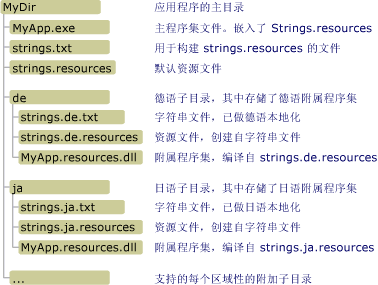 MyDir 应用程序的主目录
MyApp.exe 主程序集文件。嵌入了 Strings.resources
strings.txt 用于构建 strings.resources 的文件
strings.resources 默认资源文件
de 德语子目录，其中存储了德语附属程序集
strings.de.txt 字符串文件，已做德语本地化
strings.de.resources 资源文件，创建自字符串文件
MyApp.resources.dll 附属程序集，编译自 strings.de.resources
ja 日语子目录，其中存储了日语附属程序集
strings.ja.txt 字符串文件，已做日语本地化
strings.ja.resources 资源文件，创建自字符串文件
MyApp.resources.dll 附属程序集，编译自 strings.ja.resources
... 支持的每个区域性的附加子目录